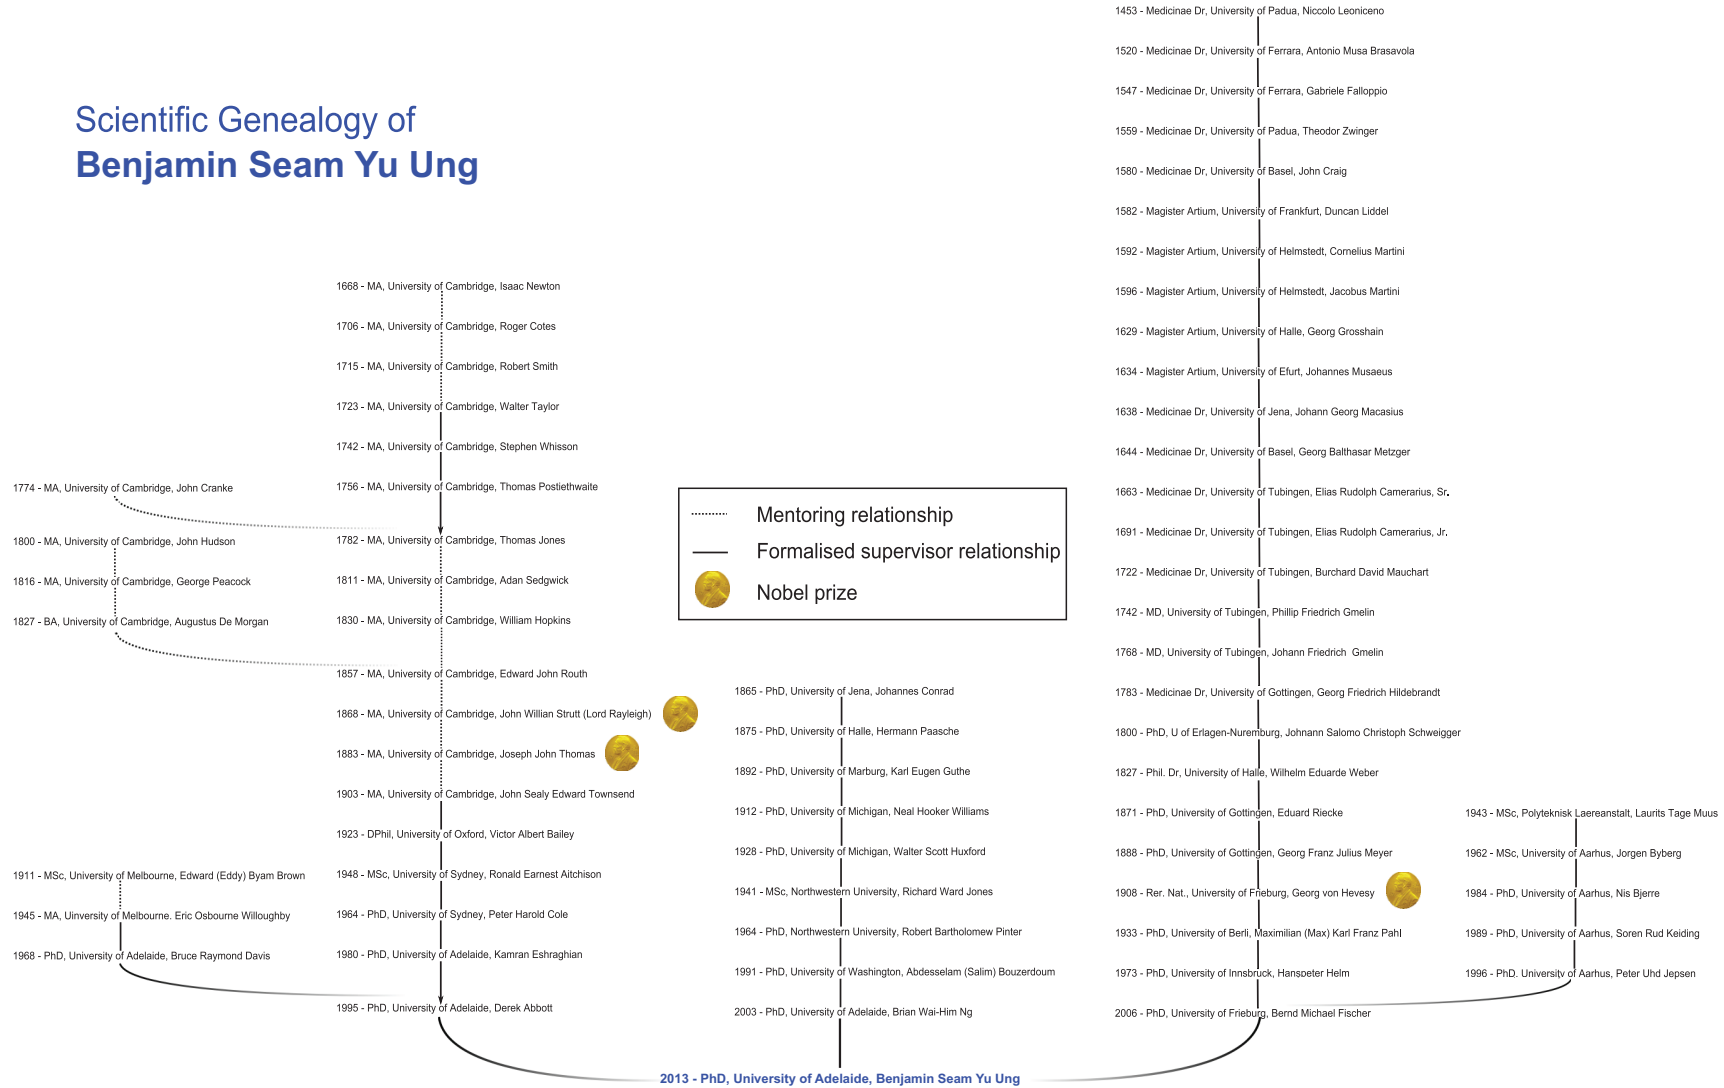 Scientific Genealogy of
Benjamin Seam Yu Ung
1774 - MA, University of Cambridge, John Cranke
1800 - MA, University of Cambridge, John Hudson
1816 - MA, University of Cambridge, George Peacock
1827 - BA, University of Cambridge, Augustus De Morgan
1911 - MSc, University of Melbourne, Edward (Eddy) Byam Brown
1945 - MA, Uinversity of Melbourne. Eric Osbourne Willoughby
1968 - PhD, University of Adelaide, Bruce Raymond Davis
1668 - MA, University of Cambridge, Isaac Newton
1706 - MA, University of Cambridge, Roger Cotes
1715 - MA, University of Cambridge, Robert Smith
1723 - MA, University of Cambridge, Walter Taylor
1742 - MA, University of Cambridge, Stephen Whisson
1756 - MA, University of Cambridge, Thomas Postiethwaite
1782 - MA, University of Cambridge, Thomas Jones
1811 - MA, University of Cambridge, Adan Sedgwick
1830 - MA, University of Cambridge, William Hopkins
1857 - MA, University of Cambridge, Edward John Routh
1868 - MA, University of Cambridge, John Willian Strutt (Lord Rayleigh)
1883 - MA, University of Cambridge, Joseph John Thomas
1903 - MA, University of Cambridge, John Sealy Edward Townsend
1923 - DPhil, University of Oxford, Victor Albert Bailey
1948 - MSc, University of Sydney, Ronald Earnest Aitchison
1964 - PhD, University of Sydney, Peter Harold Cole
1980 - PhD, University of Adelaide, Kamran Eshraghian
1995 - PhD, University of Adelaide, Derek Abbott
Mentoring relationship
Formalised supervisor relationship
Nobel prize
1865 - PhD, University of Jena, Johannes Conrad
1875 - PhD, University of Halle, Hermann Paasche
1892 - PhD, University of Marburg, Karl Eugen Guthe
1912 - PhD, University of Michigan, Neal Hooker Williams
1928 - PhD, University of Michigan, Walter Scott Huxford
1941 - MSc, Northwestern University, Richard Ward Jones
1964 - PhD, Northwestern University, Robert Bartholomew Pinter
1991 - PhD, University of Washington, Abdesselam (Salim) Bouzerdoum
2003 - PhD, University of Adelaide, Brian Wai-Him Ng
1453 - Medicinae Dr, University of Padua, Niccolo Leoniceno
1520 - Medicinae Dr, University of Ferrara, Antonio Musa Brasavola
1547 - Medicinae Dr, University of Ferrara, Gabriele Falloppio
1559 - Medicinae Dr, University of Padua, Theodor Zwinger
1580 - Medicinae Dr, University of Basel, John Craig
1582 - Magister Artium, University of Frankfurt, Duncan Liddel
1592 - Magister Artium, University of Helmstedt, Cornelius Martini
1596 - Magister Artium, University of Helmstedt, Jacobus Martini
1629 - Magister Artium, University of Halle, Georg Grosshain
1634 - Magister Artium, University of Efurt, Johannes Musaeus
1638 - Medicinae Dr, University of Jena, Johann Georg Macasius
1644 - Medicinae Dr, University of Basel, Georg Balthasar Metzger
1663 - Medicinae Dr, University of Tubingen, Elias Rudolph Camerarius, Sr.
1691 - Medicinae Dr, University of Tubingen, Elias Rudolph Camerarius, Jr.
1722 - Medicinae Dr, University of Tubingen, Burchard David Mauchart
1742 - MD, University of Tubingen, Phillip Friedrich Gmelin
1768 - MD, University of Tubingen, Johann Friedrich Gmelin
1783 - Medicinae Dr, University of Gottingen, Georg Friedrich Hildebrandt
1800 - PhD, U of Erlagen-Nuremburg, Johnann Salomo Christoph Schweigger
1827 - Phil. Dr, University of Halle, Wilhelm Eduarde Weber
1871 - PhD, University of Gottingen, Eduard Riecke
1888 - PhD, University of Gottingen, Georg Franz Julius Meyer
1908 - Rer. Nat., University of Frieburg, Georg von Hevesy
1933 - PhD, University of Berli, Maximilian (Max) Karl Franz Pahl
1973 - PhD, University of Innsbruck, Hanspeter Helm
2006 - PhD, University of Frieburg, Bernd Michael Fischer
1943 - MSc, Polyteknisk Laereanstalt, Laurits Tage Muus
1962 - MSc, University of Aarhus, Jorgen Byberg
1984 - PhD, University of Aarhus, Nis Bjerre
1989 - PhD, University of Aarhus, Soren Rud Keiding
1996 - PhD. University of Aarhus, Peter Uhd Jepsen
2013 - PhD, University of Adelaide, Benjamin Seam Yu Ung